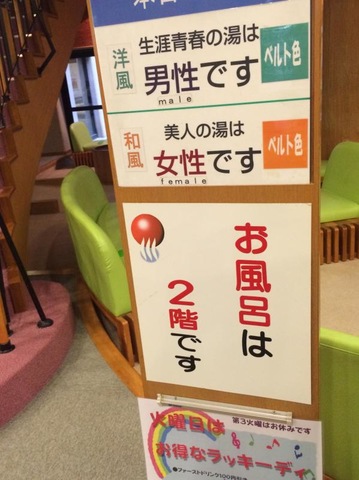 洋風
生涯青春の湯は
男性です
male
ベルト色
和風
美人の湯は
女性です
female
ベルト色
お風呂は
2階です
第3火曜はお休みです
火曜日は
お得なラッキーディ
●ファーストドリンク100円引き